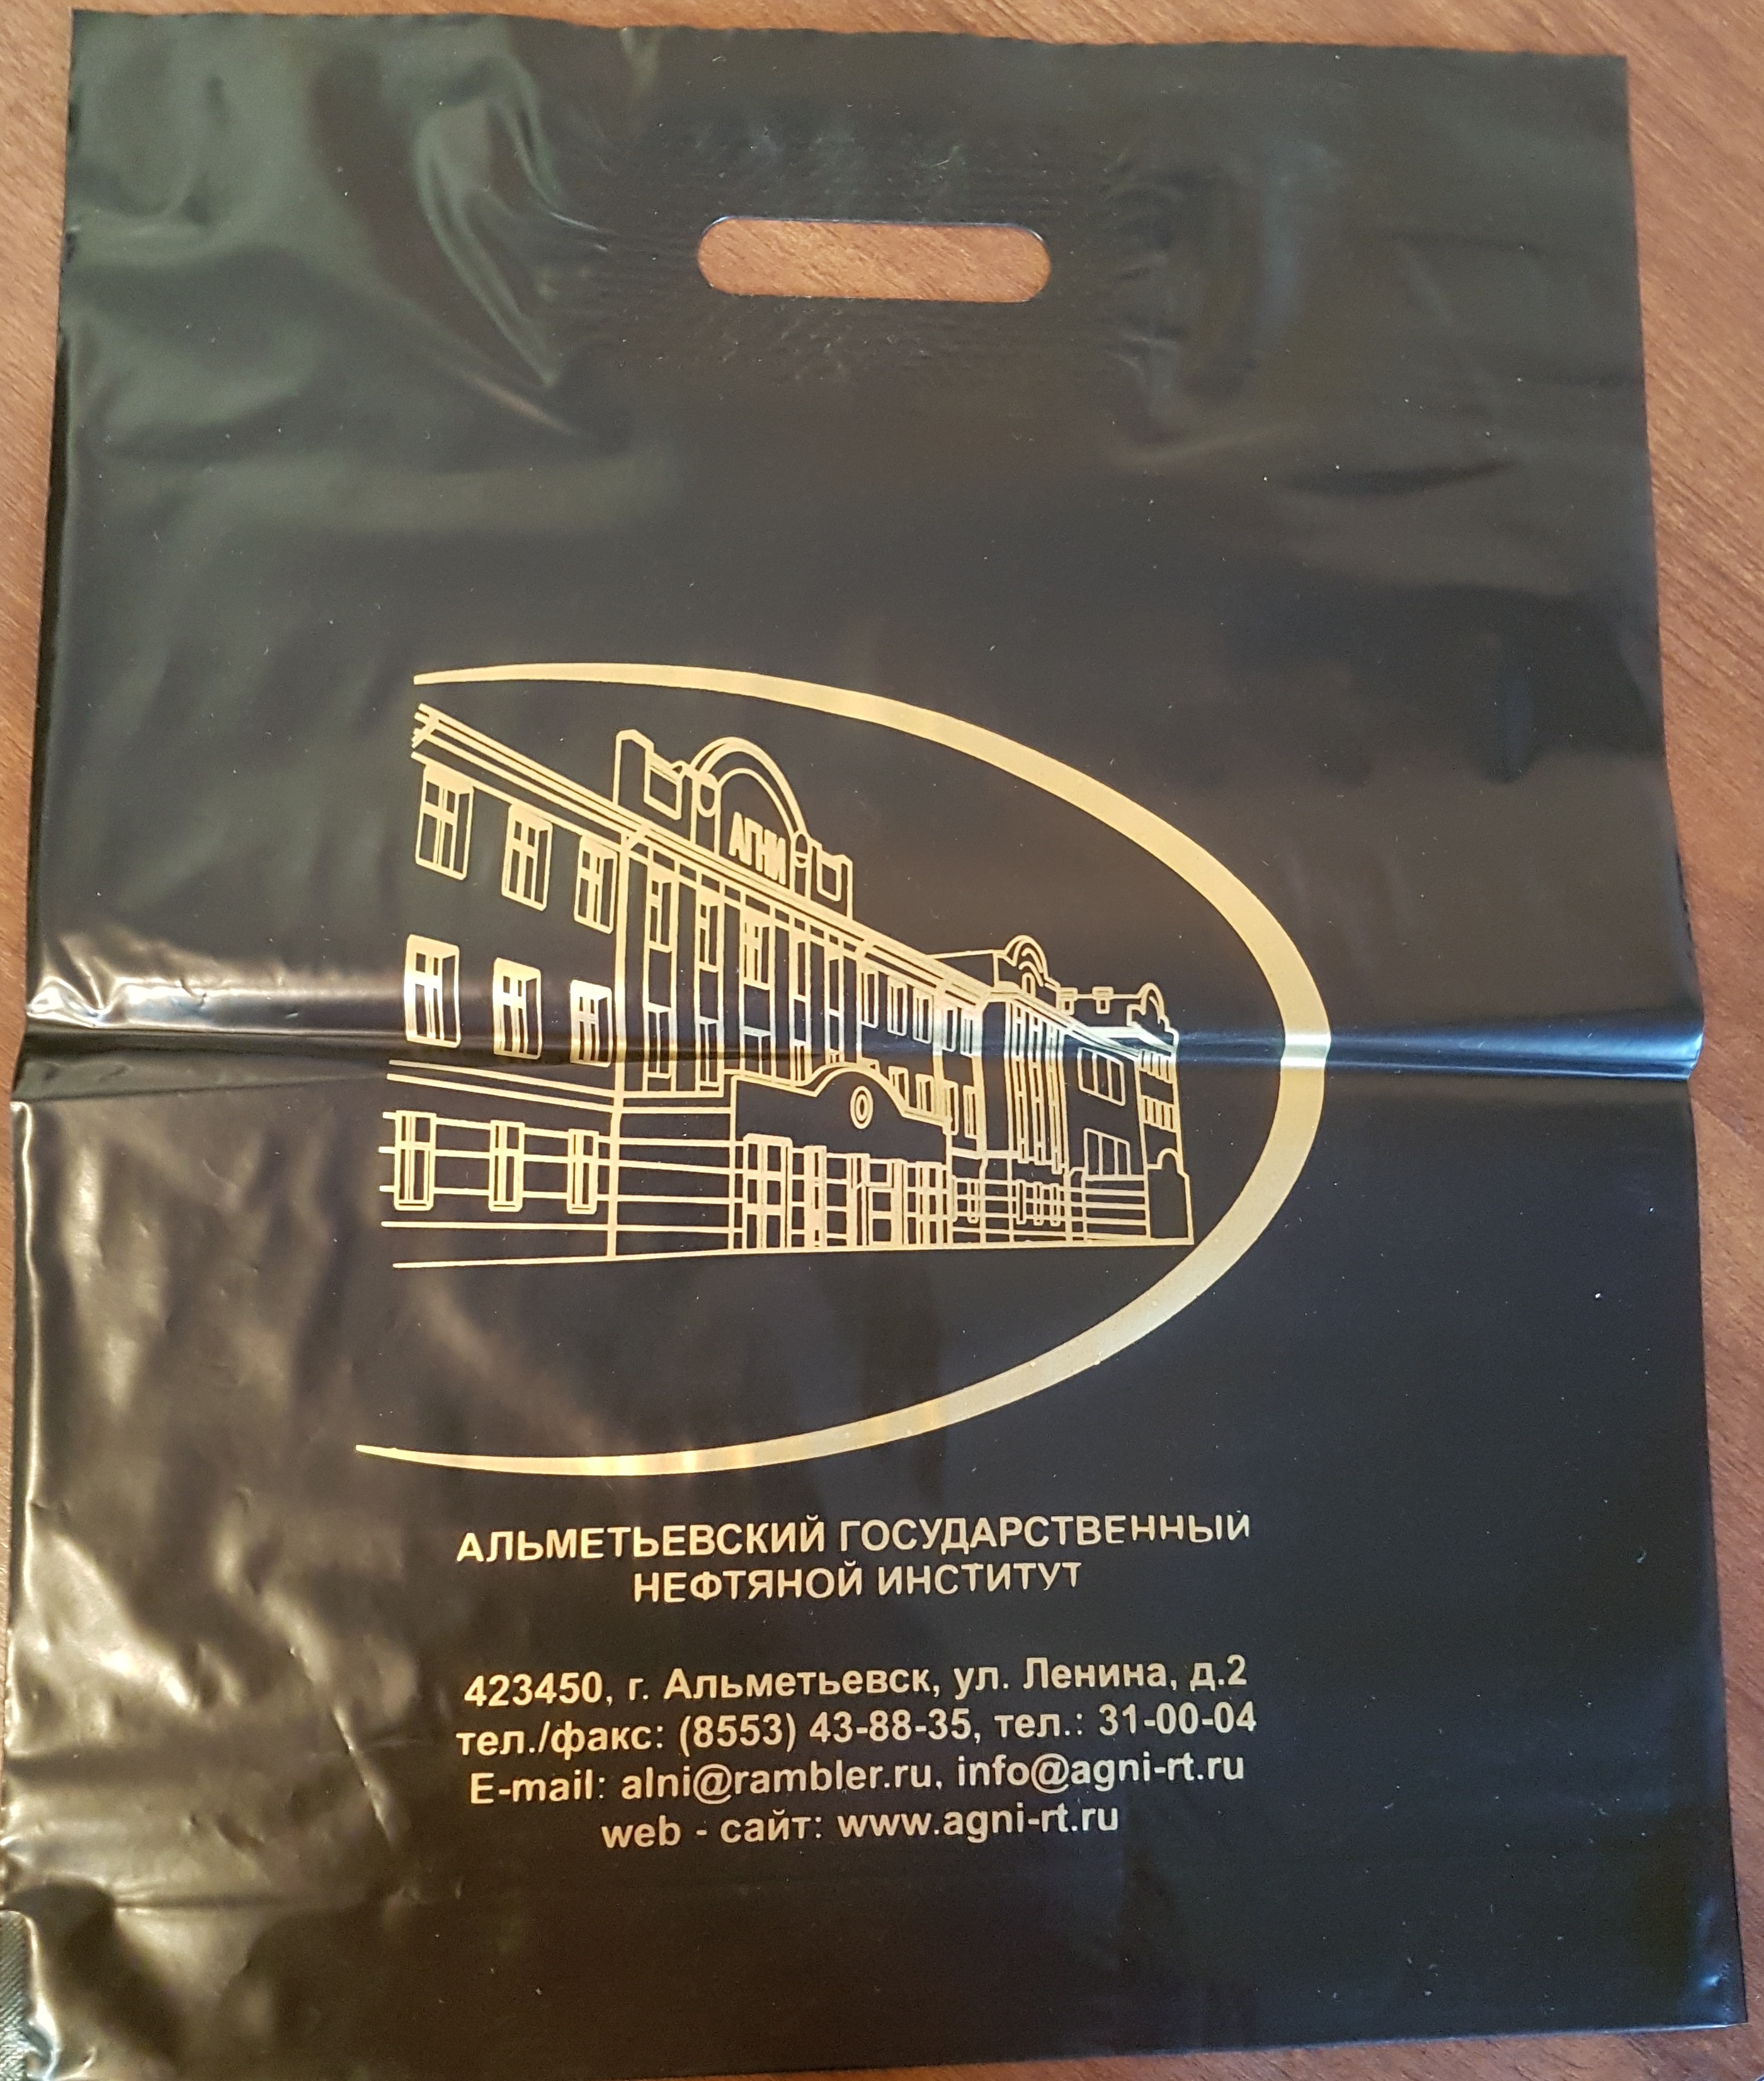 АГНИ
АЛЬМЕТЬЕВСКИЙ ГОСУДАРСТВЕННЫЙ
НЕФТЯНОЙ ИНСТИТУТ
423450, г. Альметьевск, ул. Ленина, д.2
тел./факс: (8553) 43-88-35, тел.: 31-00-04
E-mail: alni@rambler.ru, info@agni-rt.ru
web - сайт: www.agni-rt.ru